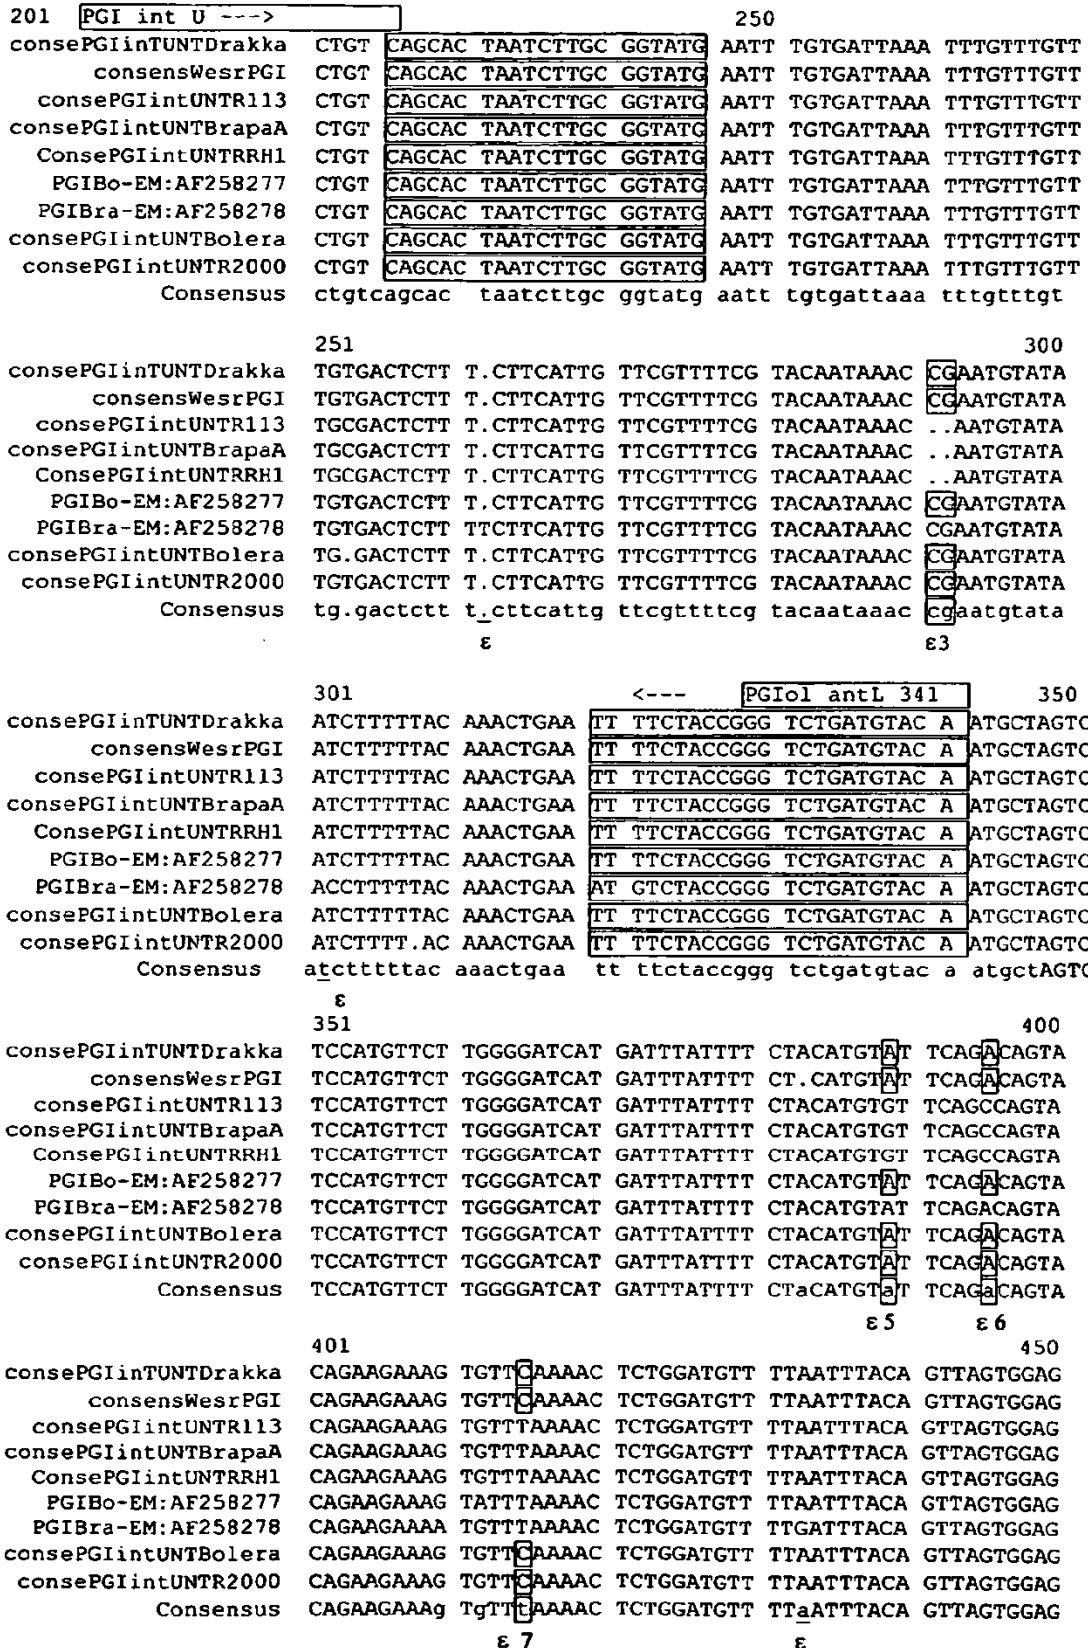 201 PGI int U ---> 250
consePGIinTUNTDrakka CTGT CAGCAC TAATCTTGC GGTATG AATT TGTGATTAAA TTTGTTTGTT
consensWesrPGI CTGT CAGCAC TAATCTTGC GGTATG AATT TGTGATTAAA TTTGTTTGTT
consePGIintUNTR113 CTGT CAGCAC TAATCTTGC GGTATG AATT TGTGATTAAA TTTGTTTGTT
consePGIintUNTBrapaA CTGT CAGCAC TAATCTTGC GGTATG AATT TGTGATTAAA TTTGTTTGTT
ConsePGIintUNTRRH1 CTGT CAGCAC TAATCTTGC GGTATG AATT TGTGATTAAA TTTGTTTGTT
PGIBo-EM:AF258277 CTGT CAGCAC TAATCTTGC GGTATG AATT TGTGATTAAA TTTGTTTGTT
PGIBra-EM:AF258278 CTGT CAGCAC TAATCTTGC GGTATG AATT TGTGATTAAA TTTGTTTGTT
consePGIintUNTBolera CTGT CAGCAC TAATCTTGC GGTATG AATT TGTGATTAAA TTTGTTTGTT
consePGIintUNTR2000 CTGT CAGCAC TAATCTTGC GGTATG AATT TGTGATTAAA TTTGTTTGTT
Consensus ctgtcagcac taatcttgc ggtatg aatt tgtgattaaa tttgtttgt
251 300
consePGIinTUNTDrakka TGTGACTCTT T.CTTCATTG TTCGTTTTCG TACAATAAAC CGAATGTATA
consensWesrPGI TGTGACTCTT T.CTTCATTG TTCGTTTTCG TACAATAAAC CGAATGTATA
consePGIintUNTR113 TGCGACTCTT T.CTTCATTG TTCGTTTTCG TACAATAAAC ..AATGTATA
consePGIintUNTBrapaA TGCGACTCTT T.CTTCATTG TTCGTTTTCG TACAATAAAC ..AATGTATA
ConsePGIintUNTRRH1 TGCGACTCTT T.CTTCATTG TTCGTTTTCG TACAATAAAC ..AATGTATA
PGIBo-EM:AF258277 TGTGACTCTT T.CTTCATTG TTCGTTTTCG TACAATAAAC CGAATGTATA
PGIBra-EM:AF258278 TGTGACTCTT TTCTTCATTG TTCGTTTTCG TACAATAAAC CGAATGTATA
consePGIintUNTBolera TG.GACTCTT T.CTTCATTG TTCGTTTTCG TACAATAAAC CGAATGTATA
consePGIintUNTR2000 TGTGACTCTT T.CTTCATTG TTCGTTTTCG TACAATAAAC CGAATGTATA
Consensus tg.gactctt t.cttcattg ttcgttttcg tacaataaac cgaatgtata
ε ε3
301 <--- PGIol antL 341 350
consePGIinTUNTDrakka ATCTTTTTAC AAACTGAA TT TTCTACCGGG TCTGATGTAC A ATGCTAGTC
consensWesrPGI ATCTTTTTAC AAACTGAA TT TTCTACCGGG TCTGATGTAC A ATGCTAGTC
consePGIintUNTR113 ATCTTTTTAC AAACTGAA TT TTCTACCGGG TCTGATGTAC A ATGCTAGTC
consePGIintUNTBrapaA ATCTTTTTAC AAACTGAA TT TTCTACCGGG TCTGATGTAC A ATGCTAGTC
ConsePGIintUNTRRH1 ATCTTTTTAC AAACTGAA TT TTCTACCGGG TCTGATGTAC A ATGCTAGTC
PGIBo-EM:AF258277 ATCTTTTTAC AAACTGAA TT TTCTACCGGG TCTGATGTAC A ATGCTAGTC
PGIBra-EM:AF258278 ACCTTTTTAC AAACTGAA AT GTCTACCGGG TCTGATGTAC A ATGCTAGTC
consePGIintUNTBolera ATCTTTTTAC AAACTGAA TT TTCTACCGGG TCTGATGTAC A ATGCTAGTC
consePGIintUNTR2000 ATCTTTT.AC AAACTGAA TT TTCTACCGGG TCTGATGTAC A ATGCTAGTC
Consensus atctttttac aaactgaa tt ttctaccggg tctgatgtac a atgctAGTC
ε
351 400
consePGIinTUNTDrakka TCCATGTTCT TGGGGATCAT GATTTATTTT CTACATGTAT TCAGACAGTA
consensWesrPGI TCCATGTTCT TGGGGATCAT GATTTATTTT CT.CATGTAT TCAGACAGTA
consePGIintUNTR113 TCCATGTTCT TGGGGATCAT GATTTATTTT CTACATGTGT TCAGCCAGTA
consePGIintUNTBrapaA TCCATGTTCT TGGGGATCAT GATTTATTTT CTACATGTGT TCAGCCAGTA
ConsePGIintUNTRRH1 TCCATGTTCT TGGGGATCAT GATTTATTTT CTACATGTGT TCAGCCAGTA
PGIBo-EM:AF258277 TCCATGTTCT TGGGGATCAT GATTTATTTT CTACATGTAT TCAGACAGTA
PGIBra-EM:AF258278 TCCATGTTCT TGGGGATCAT GATTTATTTT CTACATGTAT TCAGACAGTA
consePGIintUNTBolera TCCATGTTCT TGGGGATCAT GATTTATTTT CTACATGTAT TCAGACAGTA
consePGIintUNTR2000 TCCATGTTCT TGGGGATCAT GATTTATTTT CTACATGTAT TCAGACAGTA
Consensus TCCATGTTCT TGGGGATCAT GATTTATTTT CTaCATGTaT TCAGaCAGTA
ε5 ε6
401 450
consePGIinTUNTDrakka CAGAAGAAAG TGTTCAAAAC TCTGGATGTT TTAATTTACA GTTAGTGGAG
consensWesrPGI CAGAAGAAAG TGTTCAAAAC TCTGGATGTT TTAATTTACA GTTAGTGGAG
consePGIintUNTR113 CAGAAGAAAG TGTTTAAAAC TCTGGATGTT TTAATTTACA GTTAGTGGAG
consePGIintUNTBrapaA CAGAAGAAAG TGTTTAAAAC TCTGGATGTT TTAATTTACA GTTAGTGGAG
ConsePGIintUNTRRH1 CAGAAGAAAG TGTTTAAAAC TCTGGATGTT TTAATTTACA GTTAGTGGAG
PGIBo-EM:AF258277 CAGAAGAAAG TATTTAAAAC TCTGGATGTT TTAATTTACA GTTAGTGGAG
PGIBra-EM:AF258278 CAGAAGAAAA TGTTTAAAAC TCTGGATGTT TTGATTTACA GTTAGTGGAG
consePGIintUNTBolera CAGAAGAAAG TGTTCAAAAC TCTGGATGTT TTAATTTACA GTTAGTGGAG
consePGIintUNTR2000 CAGAAGAAAG TGTTCAAAAC TCTGGATGTT TTAATTTACA GTTAGTGGAG
Consensus CAGAAGAAAg TgTTtAAAAC TCTGGATGTT TTaATTTACA GTTAGTGGAG
ε 7 ε